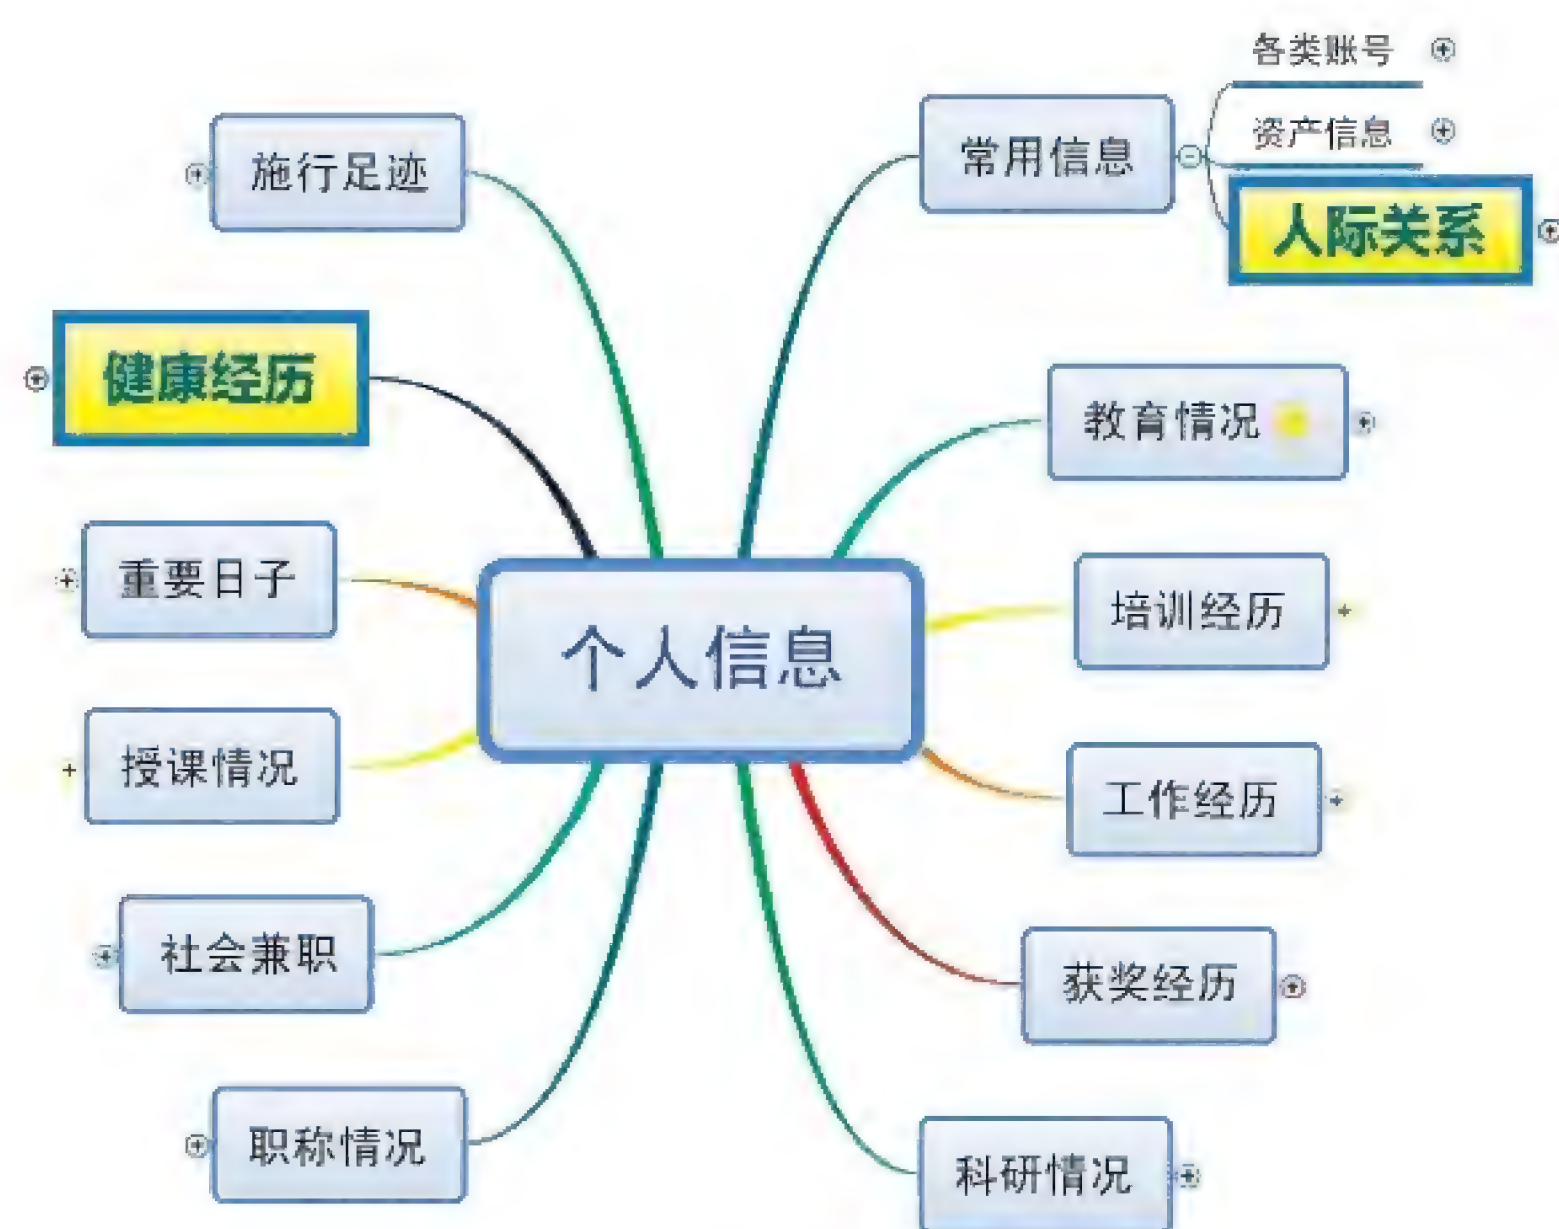 各类账号
常用信息
资产信息
人际关系
施行足迹
健康经历
教育情况
重要日子
培训经历
个人信息
授课情况
工作经历
社会兼职
获奖经历
职称情况
科研情况